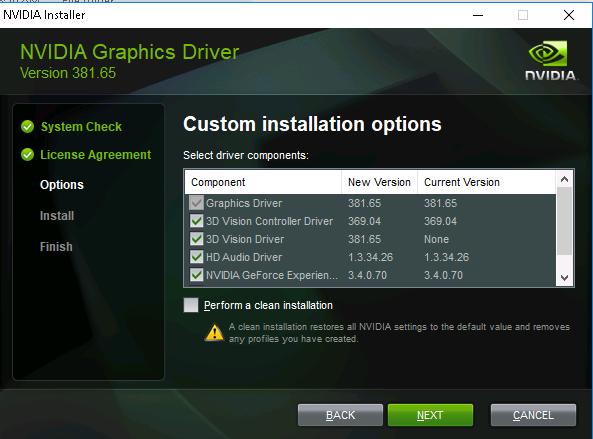 NVIDIA Installer
NVIDIA Graphics Driver
Version 381.65
NVIDIA.
System Check
License Agreement
Options
Install
Finish
Custom installation options
Select driver components:
Component New Version Current Version
Graphics Driver 381.65 381.65
3D Vision Controller Driver 369.04 369.04
3D Vision Driver 381.65 None
HD Audio Driver 1.3.34.26 1.3.34.26
NVIDIA GeForce Experien... 3.4.0.70 3.4.0.70
Perform a clean installation
A clean installation restores all NVIDIA settings to the default value and removes
any profiles you have created.
BACK NEXT CANCEL